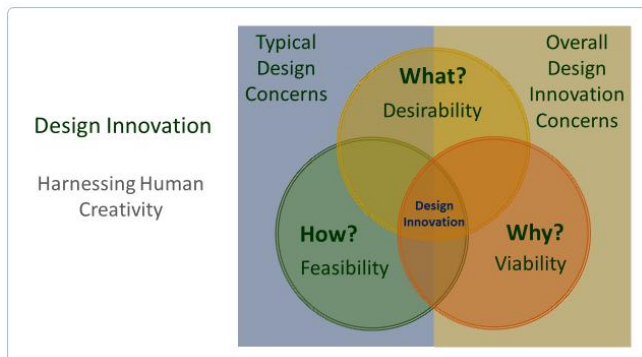 Design Innovation
Harnessing Human
Creativity
Typical
Design
Concerns
What?
Desirability
Overall
Design
Innovation
Concerns
Design
Innovation
How?
Feasibility
Why?
Viability